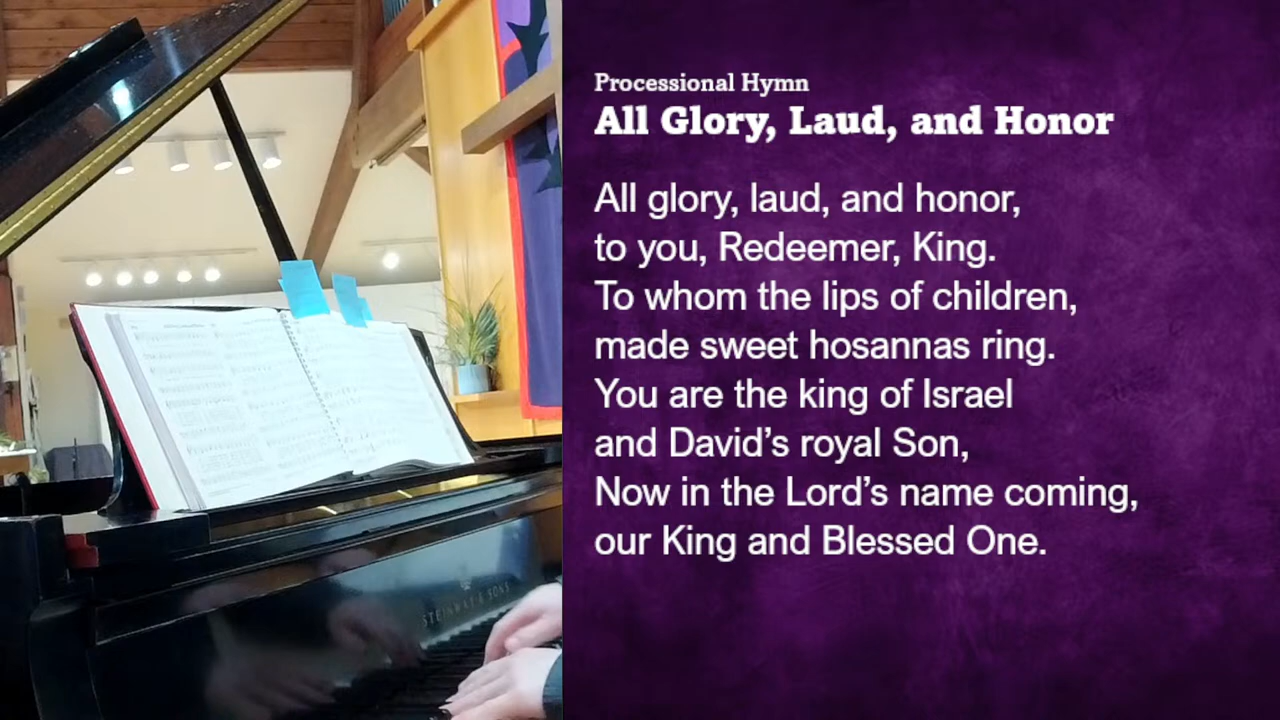 Processional Hymn
All Glory, Laud, and Honor
All glory, laud, and honor,
to you, Redeemer, King.
To whom the lips of children,
made sweet hosannas ring.
You are the king of Israel
and David’s royal Son,
Now in the Lord’s name coming,
our King and Blessed One.
STEINWAY & SONS